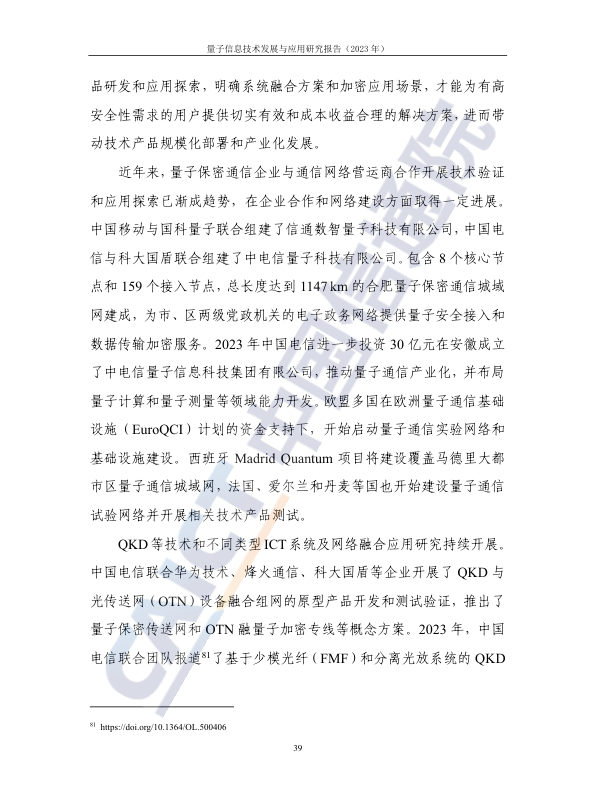 量子信息技术发展与应用研究报告（2023 年）
品研发和应用探索，明确系统融合方案和加密应用场景，才能为有高
安全性需求的用户提供切实有效和成本收益合理的解决方案，进而带
动技术产品规模化部署和产业化发展。
近年来，量子保密通信企业与通信网络营运商合作开展技术验证
和应用探索已渐成趋势，在企业合作和网络建设方面取得一定进展。
中国移动与国科量子联合组建了信通数智量子科技有限公司，中国电
信与科大国盾联合组建了中电信量子科技有限公司。包含 8 个核心节
点和 159 个接入节点，总长度达到 1147 km 的合肥量子保密通信城域
网建成，为市、区两级党政机关的电子政务网络提供量子安全接入和
数据传输加密服务。2023 年中国电信进一步投资 30 亿元在安徽成立
了中电信量子信息科技集团有限公司，推动量子通信产业化，并布局
量子计算和量子测量等领域能力开发。欧盟多国在欧洲量子通信基础
设施（EuroQCI）计划的资金支持下，开始启动量子通信实验网络和
基础设施建设。西班牙 Madrid Quantum 项目将建设覆盖马德里大都
市区量子通信城域网，法国、爱尔兰和丹麦等国也开始建设量子通信
试验网络并开展相关技术产品测试。
QKD 等技术和不同类型 ICT 系统及网络融合应用研究持续开展。
中国电信联合华为技术、烽火通信、科大国盾等企业开展了 QKD 与
光传送网（OTN）设备融合组网的原型产品开发和测试验证，推出了
量子保密传送网和 OTN 融量子加密专线等概念方案。2023 年，中国
电信联合团队报道81了基于少模光纤（FMF）和分离光放系统的 QKD
81 https://doi.org/10.1364/OL.500406
39
CAICT 中国信通院